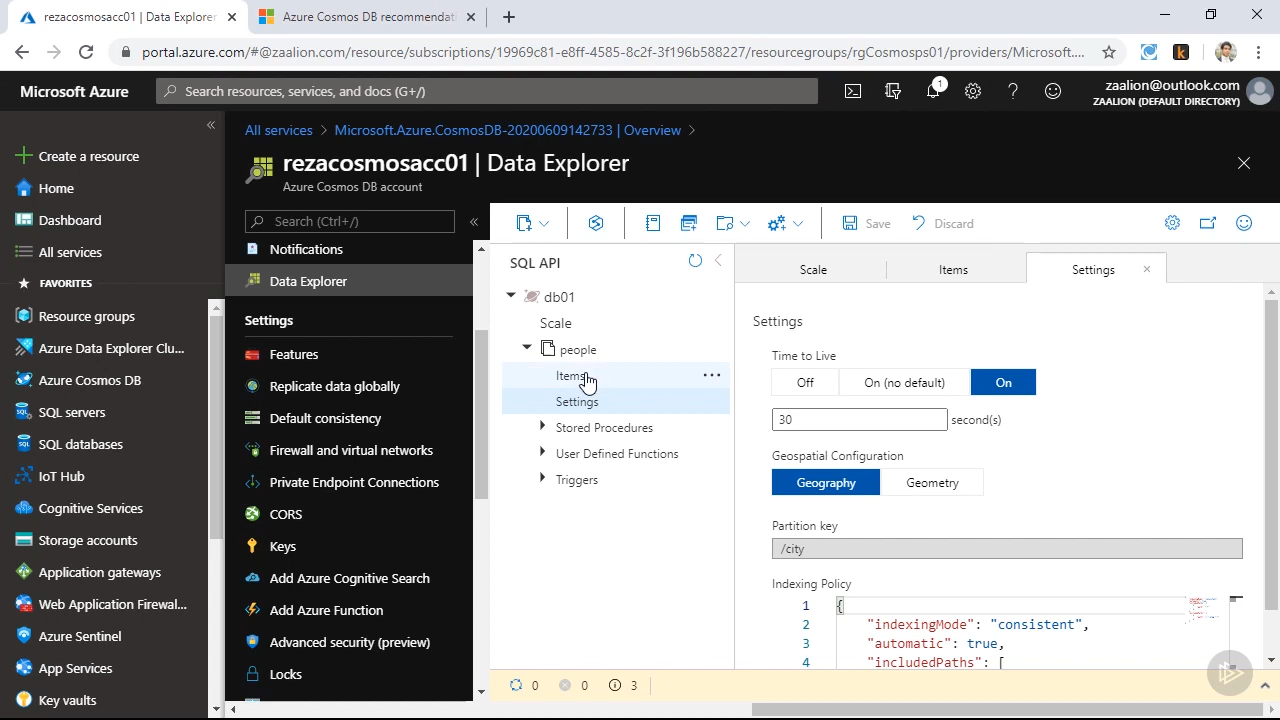 rezacosmosacc01 | Data Explorer
Azure Cosmos DB recommendati
portal.azure.com/#@zaalion.com/resource/subscriptions/19969c81-e8ff-4585-8c2f-3f196b588227/resourcegroups/rgCosmosps01/providers/Microsoft....
Microsoft Azure
Search resources, services, and docs (G+/)
1
zaalion@outlook.com
ZAALION (DEFAULT DIRECTORY)
Create a resource
Home
Dashboard
All services
FAVORITES
Resource groups
Azure Data Explorer Clu...
Azure Cosmos DB
SQL servers
SQL databases
IoT Hub
Cognitive Services
Storage accounts
Application gateways
Web Application Firewal...
Azure Sentinel
App Services
Key vaults
All services > Microsoft.Azure.CosmosDB-20200609142733 | Overview >
rezacosmosacc01 | Data Explorer
Azure Cosmos DB account
Search (Ctrl+/)
Notifications
Data Explorer
Settings
Features
Replicate data globally
Default consistency
Firewall and virtual networks
Private Endpoint Connections
CORS
Keys
Add Azure Cognitive Search
Add Azure Function
Advanced security (preview)
Locks
Save
Discard
SQL API
db01
Scale
people
Items
Settings
Stored Procedures
User Defined Functions
Triggers
Scale
Items
Settings
Settings
Time to Live
Off
On (no default)
On
30 second(s)
Geospatial Configuration
Geography
Geometry
Partition key
/city
Indexing Policy
1 {
2 "indexingMode": "consistent",
3 "automatic": true,
4 "includedPaths": [
0 0 3